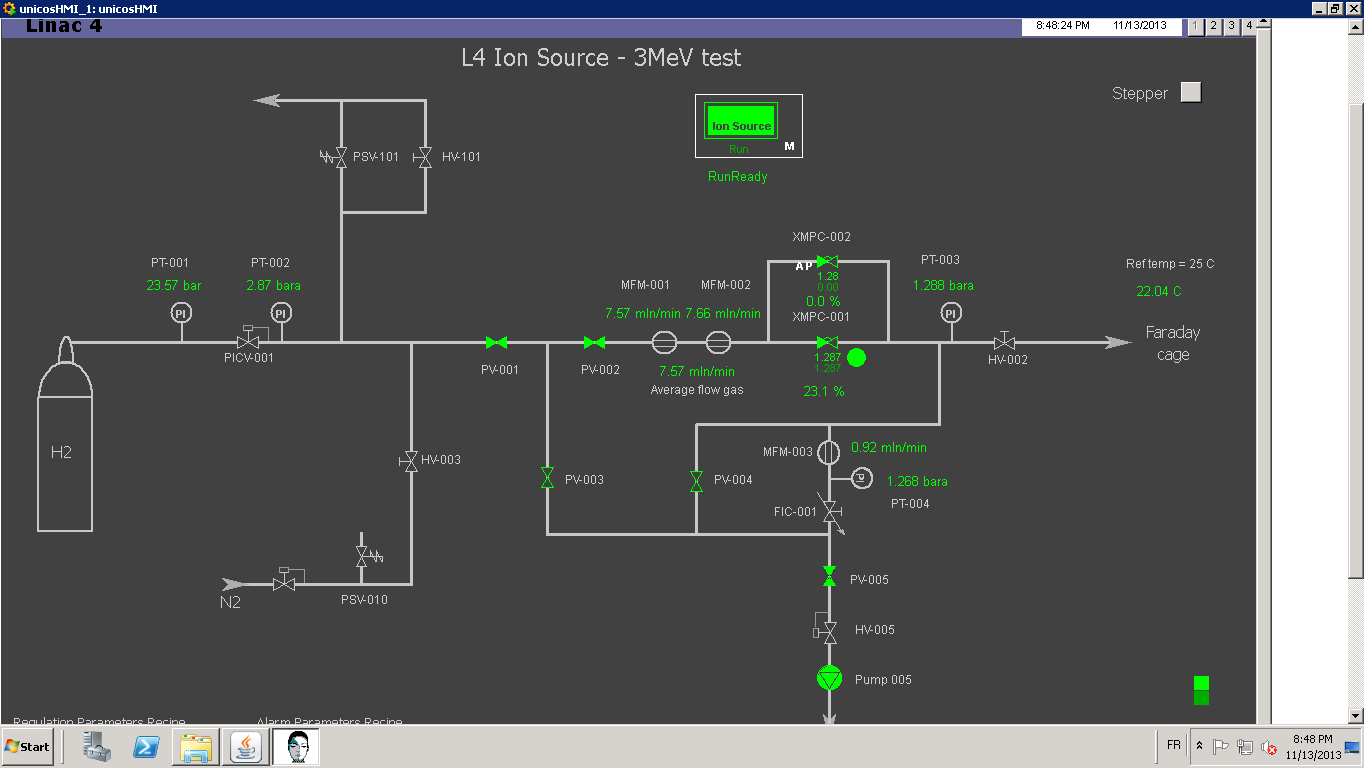 unicosHMI_1: unicosHMI
Linac 4
8:48:24 PM 11/13/2013
1 2 3 4
L4 Ion Source - 3MeV test
Stepper
Ion Source
Run
M
RunReady
PSV-101
HV-101
XMPC-002
PT-001
PT-002
PT-003
Ref temp = 25 C
23.57 bar
2.87 bara
AP
1.28
0.00
0.0 %
1.288 bara
22.04 C
MFM-001
MFM-002
PI
PI
7.57 mln/min 7.66 mln/min
XMPC-001
PI
Faraday
cage
PICV-001
PV-001
PV-002
1.287
1.287
HV-002
7.57 mln/min
Average flow gas
23.1 %
H2
HV-003
PV-003
PV-004
MFM-003
0.92 mln/min
PI
1.268 bara
PT-004
FIC-001
N2
PSV-010
PV-005
HV-005
Pump 005
Regulation Parameters Recipe
Alarm Parameters Recipe
Start
FR
8:48 PM
11/13/2013